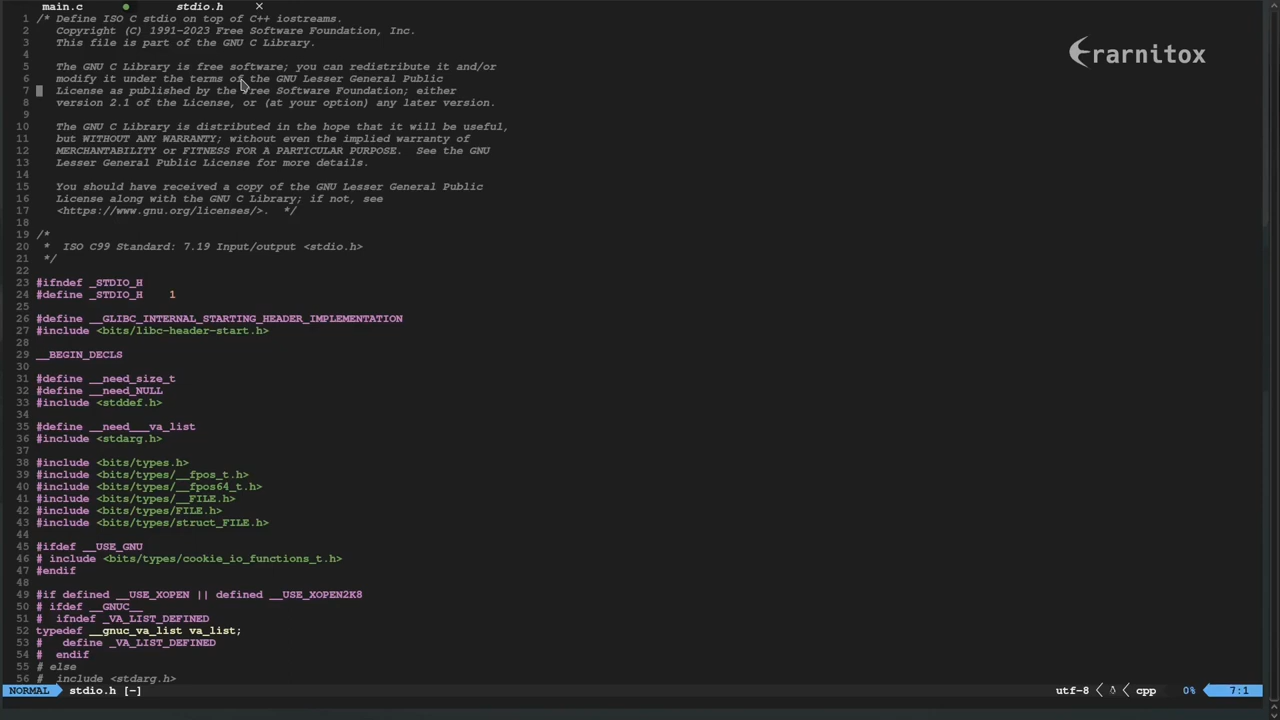 main.c ● stdio.h ×
1 /* Define ISO C stdio on top of C++ iostreams.
2 Copyright (C) 1991-2023 Free Software Foundation, Inc.
3 This file is part of the GNU C Library.
4
5 The GNU C Library is free software; you can redistribute it and/or
6 modify it under the terms of the GNU Lesser General Public
7 License as published by the Free Software Foundation; either
8 version 2.1 of the License, or (at your option) any later version.
9
10 The GNU C Library is distributed in the hope that it will be useful,
11 but WITHOUT ANY WARRANTY; without even the implied warranty of
12 MERCHANTABILITY or FITNESS FOR A PARTICULAR PURPOSE.  See the GNU
13 Lesser General Public License for more details.
14
15 You should have received a copy of the GNU Lesser General Public
16 License along with the GNU C Library; if not, see
17 <https://www.gnu.org/licenses/>.  */
18
19 /*
20  *  ISO C99 Standard: 7.19 Input/output <stdio.h>
21  */
22
23 #ifndef _STDIO_H
24 #define _STDIO_H    1
25
26 #define __GLIBC_INTERNAL_STARTING_HEADER_IMPLEMENTATION
27 #include <bits/libc-header-start.h>
28
29 __BEGIN_DECLS
30
31 #define __need_size_t
32 #define __need_NULL
33 #include <stddef.h>
34
35 #define __need___va_list
36 #include <stdarg.h>
37
38 #include <bits/types.h>
39 #include <bits/types/__fpos_t.h>
40 #include <bits/types/__fpos64_t.h>
41 #include <bits/types/__FILE.h>
42 #include <bits/types/FILE.h>
43 #include <bits/types/struct_FILE.h>
44
45 #ifdef __USE_GNU
46 # include <bits/types/cookie_io_functions_t.h>
47 #endif
48
49 #if defined __USE_XOPEN || defined __USE_XOPEN2K8
50 # ifdef __GNUC__
51 #  ifndef _VA_LIST_DEFINED
52 typedef __gnuc_va_list va_list;
53 #   define _VA_LIST_DEFINED
54 #  endif
55 # else
56 #  include <stdarg.h>
NORMAL stdio.h [-] utf-8 cpp 0% 7:1
rarnitox